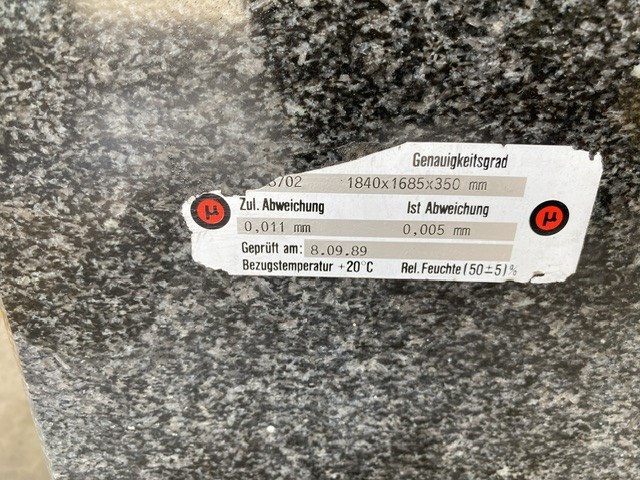 Genauigkeitsgrad
8702 1840x1685x350 mm
Zul. Abweichung Ist Abweichung
µ µ
0,011 mm 0,005 mm
Geprüft am: 8.09.89
Bezugstemperatur +20°C Rel. Feuchte (50±5)%